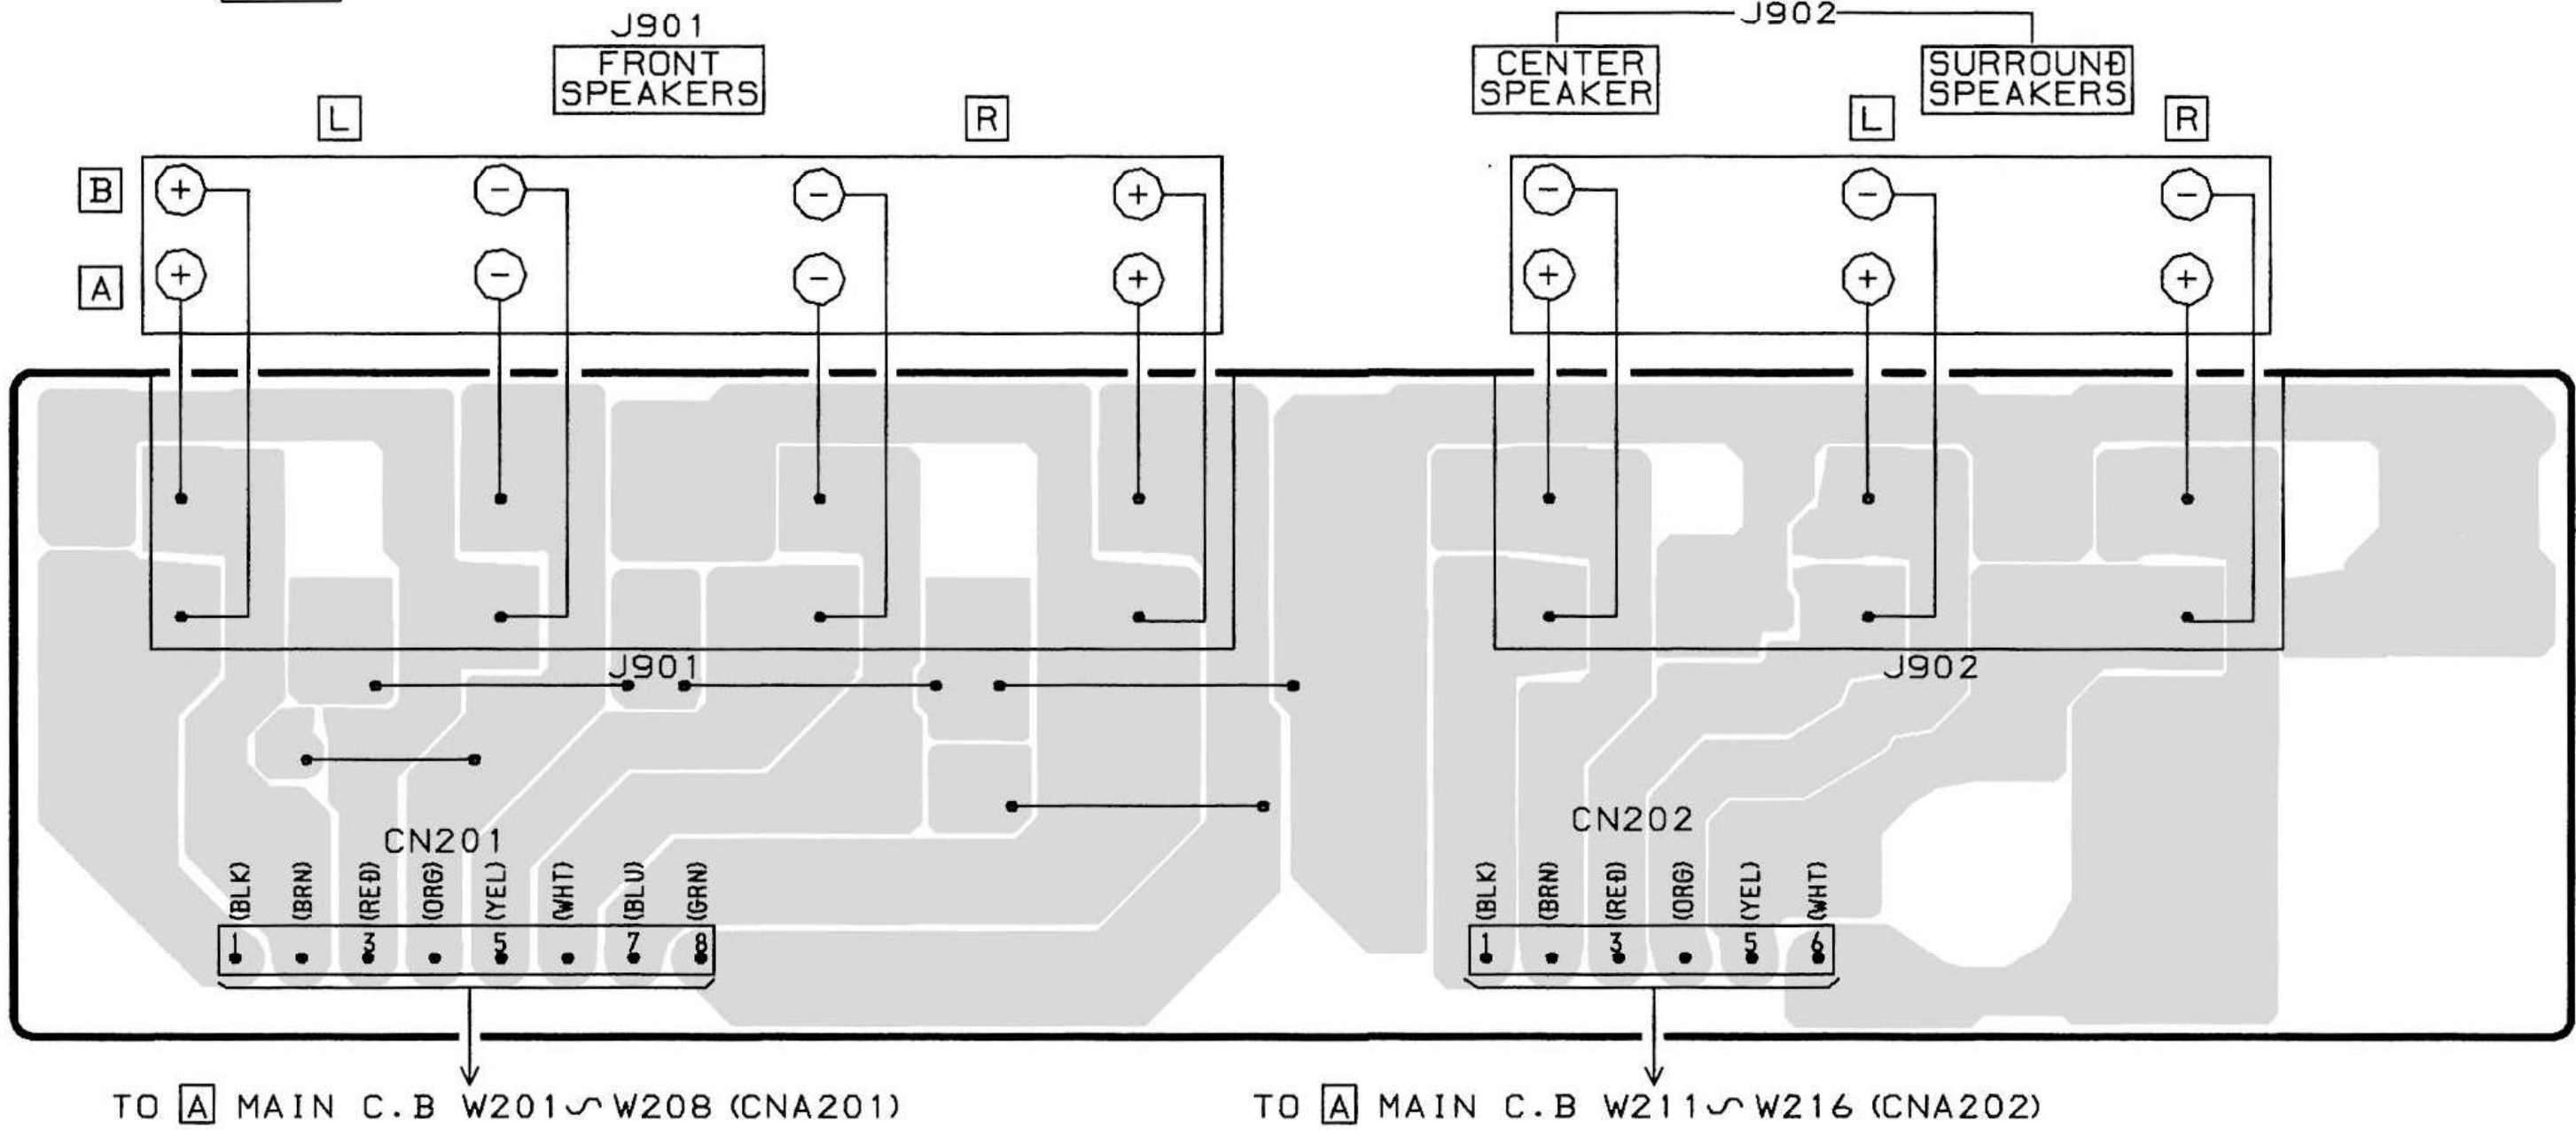 J901
FRONT
SPEAKERS
L
R
B
+
-
-
+
A
+
-
-
+
J902
CENTER
SPEAKER
SURROUND
SPEAKERS
L
R
-
-
-
+
+
+
J901
J902
CN201
(BLK)
(BRN)
(RED)
(ORG)
(YEL)
(WHT)
(BLU)
(GRN)
1
3
5
7
8
CN202
(BLK)
(BRN)
(RED)
(ORG)
(YEL)
(WHT)
1
3
5
6
TO A MAIN C.B W201~W208 (CNA201)
TO A MAIN C.B W211~W216 (CNA202)